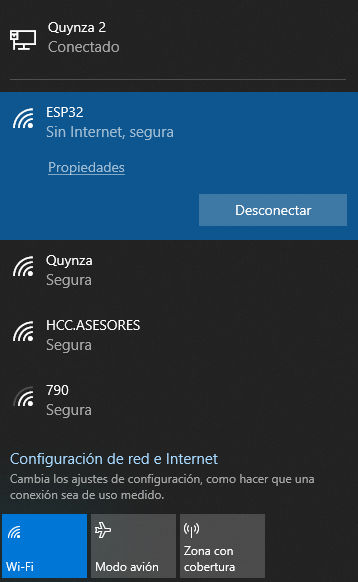 Quynza 2
Conectado
ESP32
Sin Internet, segura
Propiedades
Desconectar
Quynza
Segura
HCC.ASESORES
Segura
790
Segura
Configuración de red e Internet
Cambia los ajustes de configuración, como hacer que una
conexión sea de uso medido.
Wi-Fi
Modo avión
Zona con
cobertura